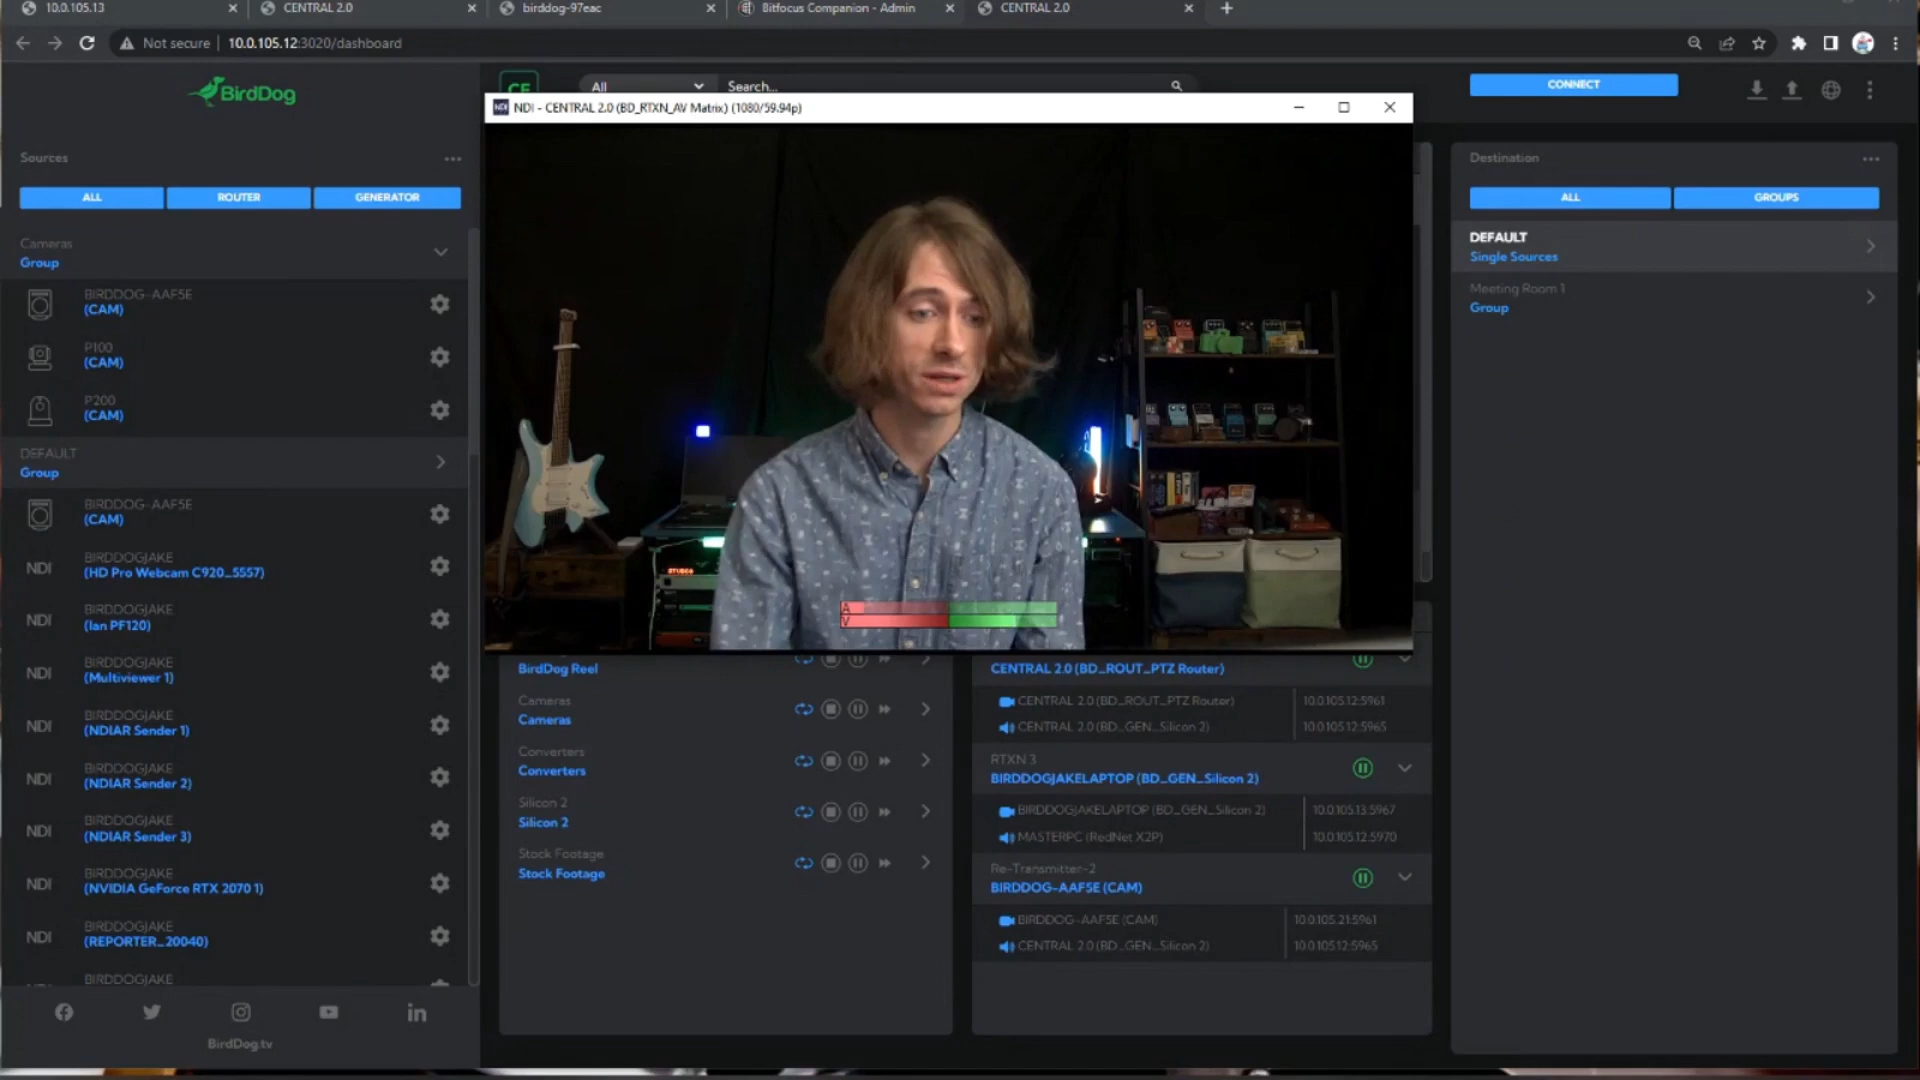 10.0.105.13
CENTRAL 2.0
birddog-97eac
Bitfocus Companion - Admin
CENTRAL 2.0
Not secure
10.0.105.12:3020/dashboard
BirdDog
All
Search...
CONNECT
NDI - CENTRAL 2.0 (BD_RTXN_AV Matrix) (1080/59.94p)
Sources
ALL
ROUTER
GENERATOR
Cameras
Group
BIRDDOG-AAF5E
(CAM)
P100
(CAM)
P200
(CAM)
DEFAULT
Group
BIRDDOG-AAF5E
(CAM)
NDI
BIRDDOGJAKE
(HD Pro Webcam C920_5557)
NDI
BIRDDOGJAKE
(Ian PF120)
NDI
BIRDDOGJAKE
(Multiviewer 1)
NDI
BIRDDOGJAKE
(NDIAR Sender 1)
NDI
BIRDDOGJAKE
(NDIAR Sender 2)
NDI
BIRDDOGJAKE
(NDIAR Sender 3)
NDI
BIRDDOGJAKE
(NVIDIA GeForce RTX 2070 1)
NDI
BIRDDOGJAKE
(REPORTER_20040)
BIRDDOGJAKE
BirdDog.tv
A
V
BirdDog Reel
Cameras
Cameras
Converters
Converters
Silicon 2
Silicon 2
Stock Footage
Stock Footage
CENTRAL 2.0 (BD_ROUT_PTZ Router)
CENTRAL 2.0 (BD_ROUT_PTZ Router)
10.0.105.12:5961
CENTRAL 2.0 (BD_GEN_Silicon 2)
10.0.105.12:5965
RTXN 3
BIRDDOGJAKELAPTOP (BD_GEN_Silicon 2)
BIRDDOGJAKELAPTOP (BD_GEN_Silicon 2)
10.0.105.13:5967
MASTERPC (RedNet X2P)
10.0.105.12:5970
Re-Transmitter-2
BIRDDOG-AAF5E (CAM)
BIRDDOG-AAF5E (CAM)
10.0.105.21:5961
CENTRAL 2.0 (BD_GEN_Silicon 2)
10.0.105.12:5965
Destination
ALL
GROUPS
DEFAULT
Single Sources
Meeting Room 1
Group